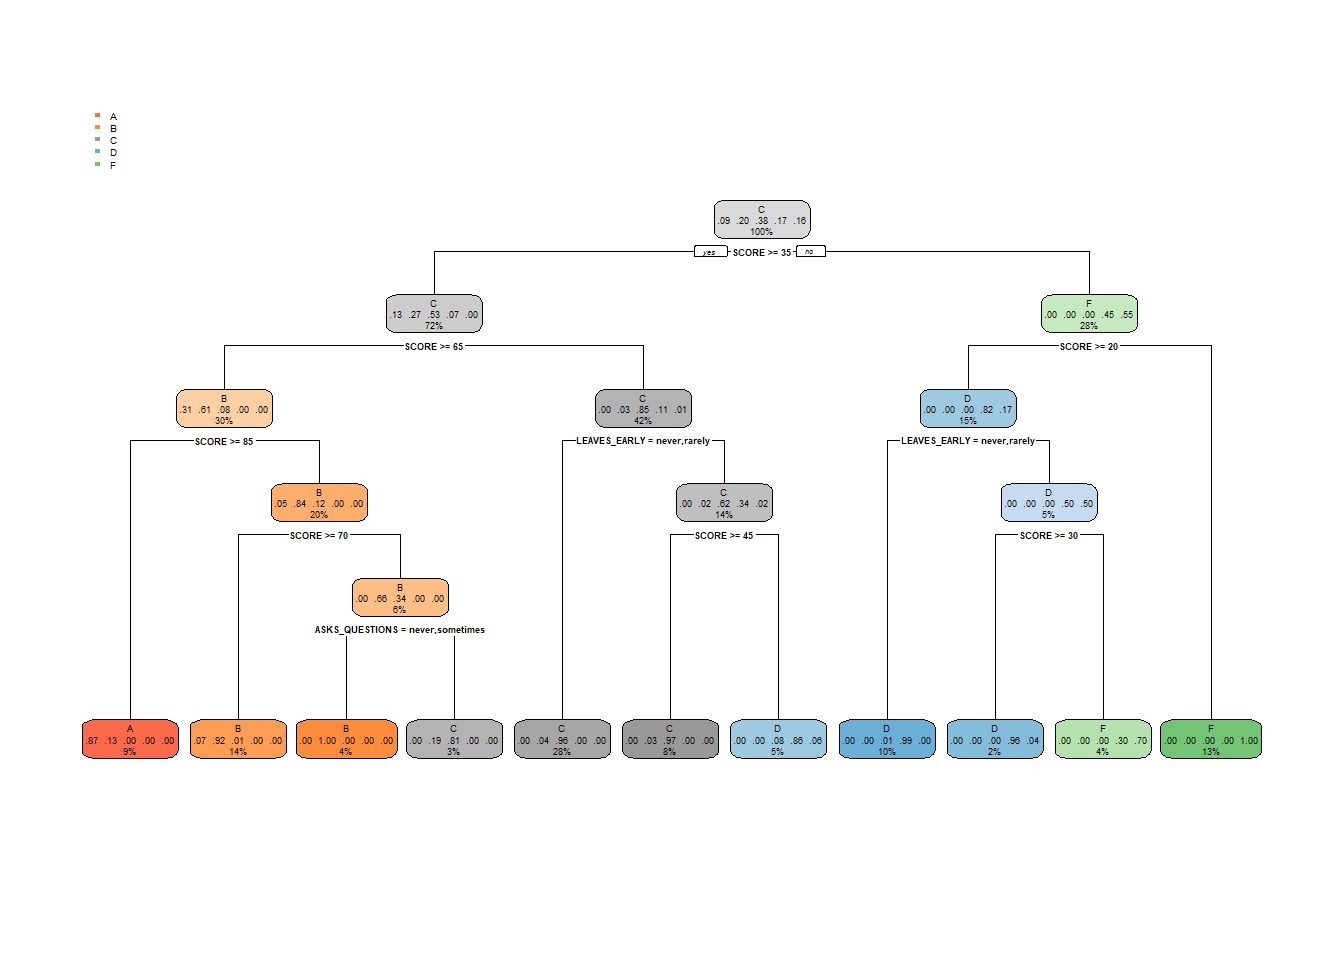 A
B
C
D
F
C
.09 .20 .38 .17 .16
100%
yes SCORE >= 35 no
C
.13 .27 .53 .07 .00
72%
F
.00 .00 .00 .45 .55
28%
SCORE >= 65
SCORE >= 20
B
.31 .61 .08 .00 .00
30%
C
.00 .03 .85 .11 .01
42%
D
.00 .00 .00 .82 .17
15%
SCORE >= 85
LEAVES_EARLY = never,rarely
LEAVES_EARLY = never,rarely
B
.05 .84 .12 .00 .00
20%
C
.00 .02 .62 .34 .02
14%
D
.00 .00 .00 .50 .50
5%
SCORE >= 70
SCORE >= 45
SCORE >= 30
B
.00 .66 .34 .00 .00
6%
ASKS_QUESTIONS = never,sometimes
A
.87 .13 .00 .00 .00
9%
B
.07 .92 .01 .00 .00
14%
B
.00 1.00 .00 .00 .00
4%
C
.00 .19 .81 .00 .00
3%
C
.00 .04 .96 .00 .00
28%
C
.00 .03 .97 .00 .00
8%
D
.00 .00 .08 .86 .06
5%
D
.00 .00 .01 .99 .00
10%
D
.00 .00 .00 .96 .04
2%
F
.00 .00 .00 .30 .70
4%
F
.00 .00 .00 .00 1.00
13%